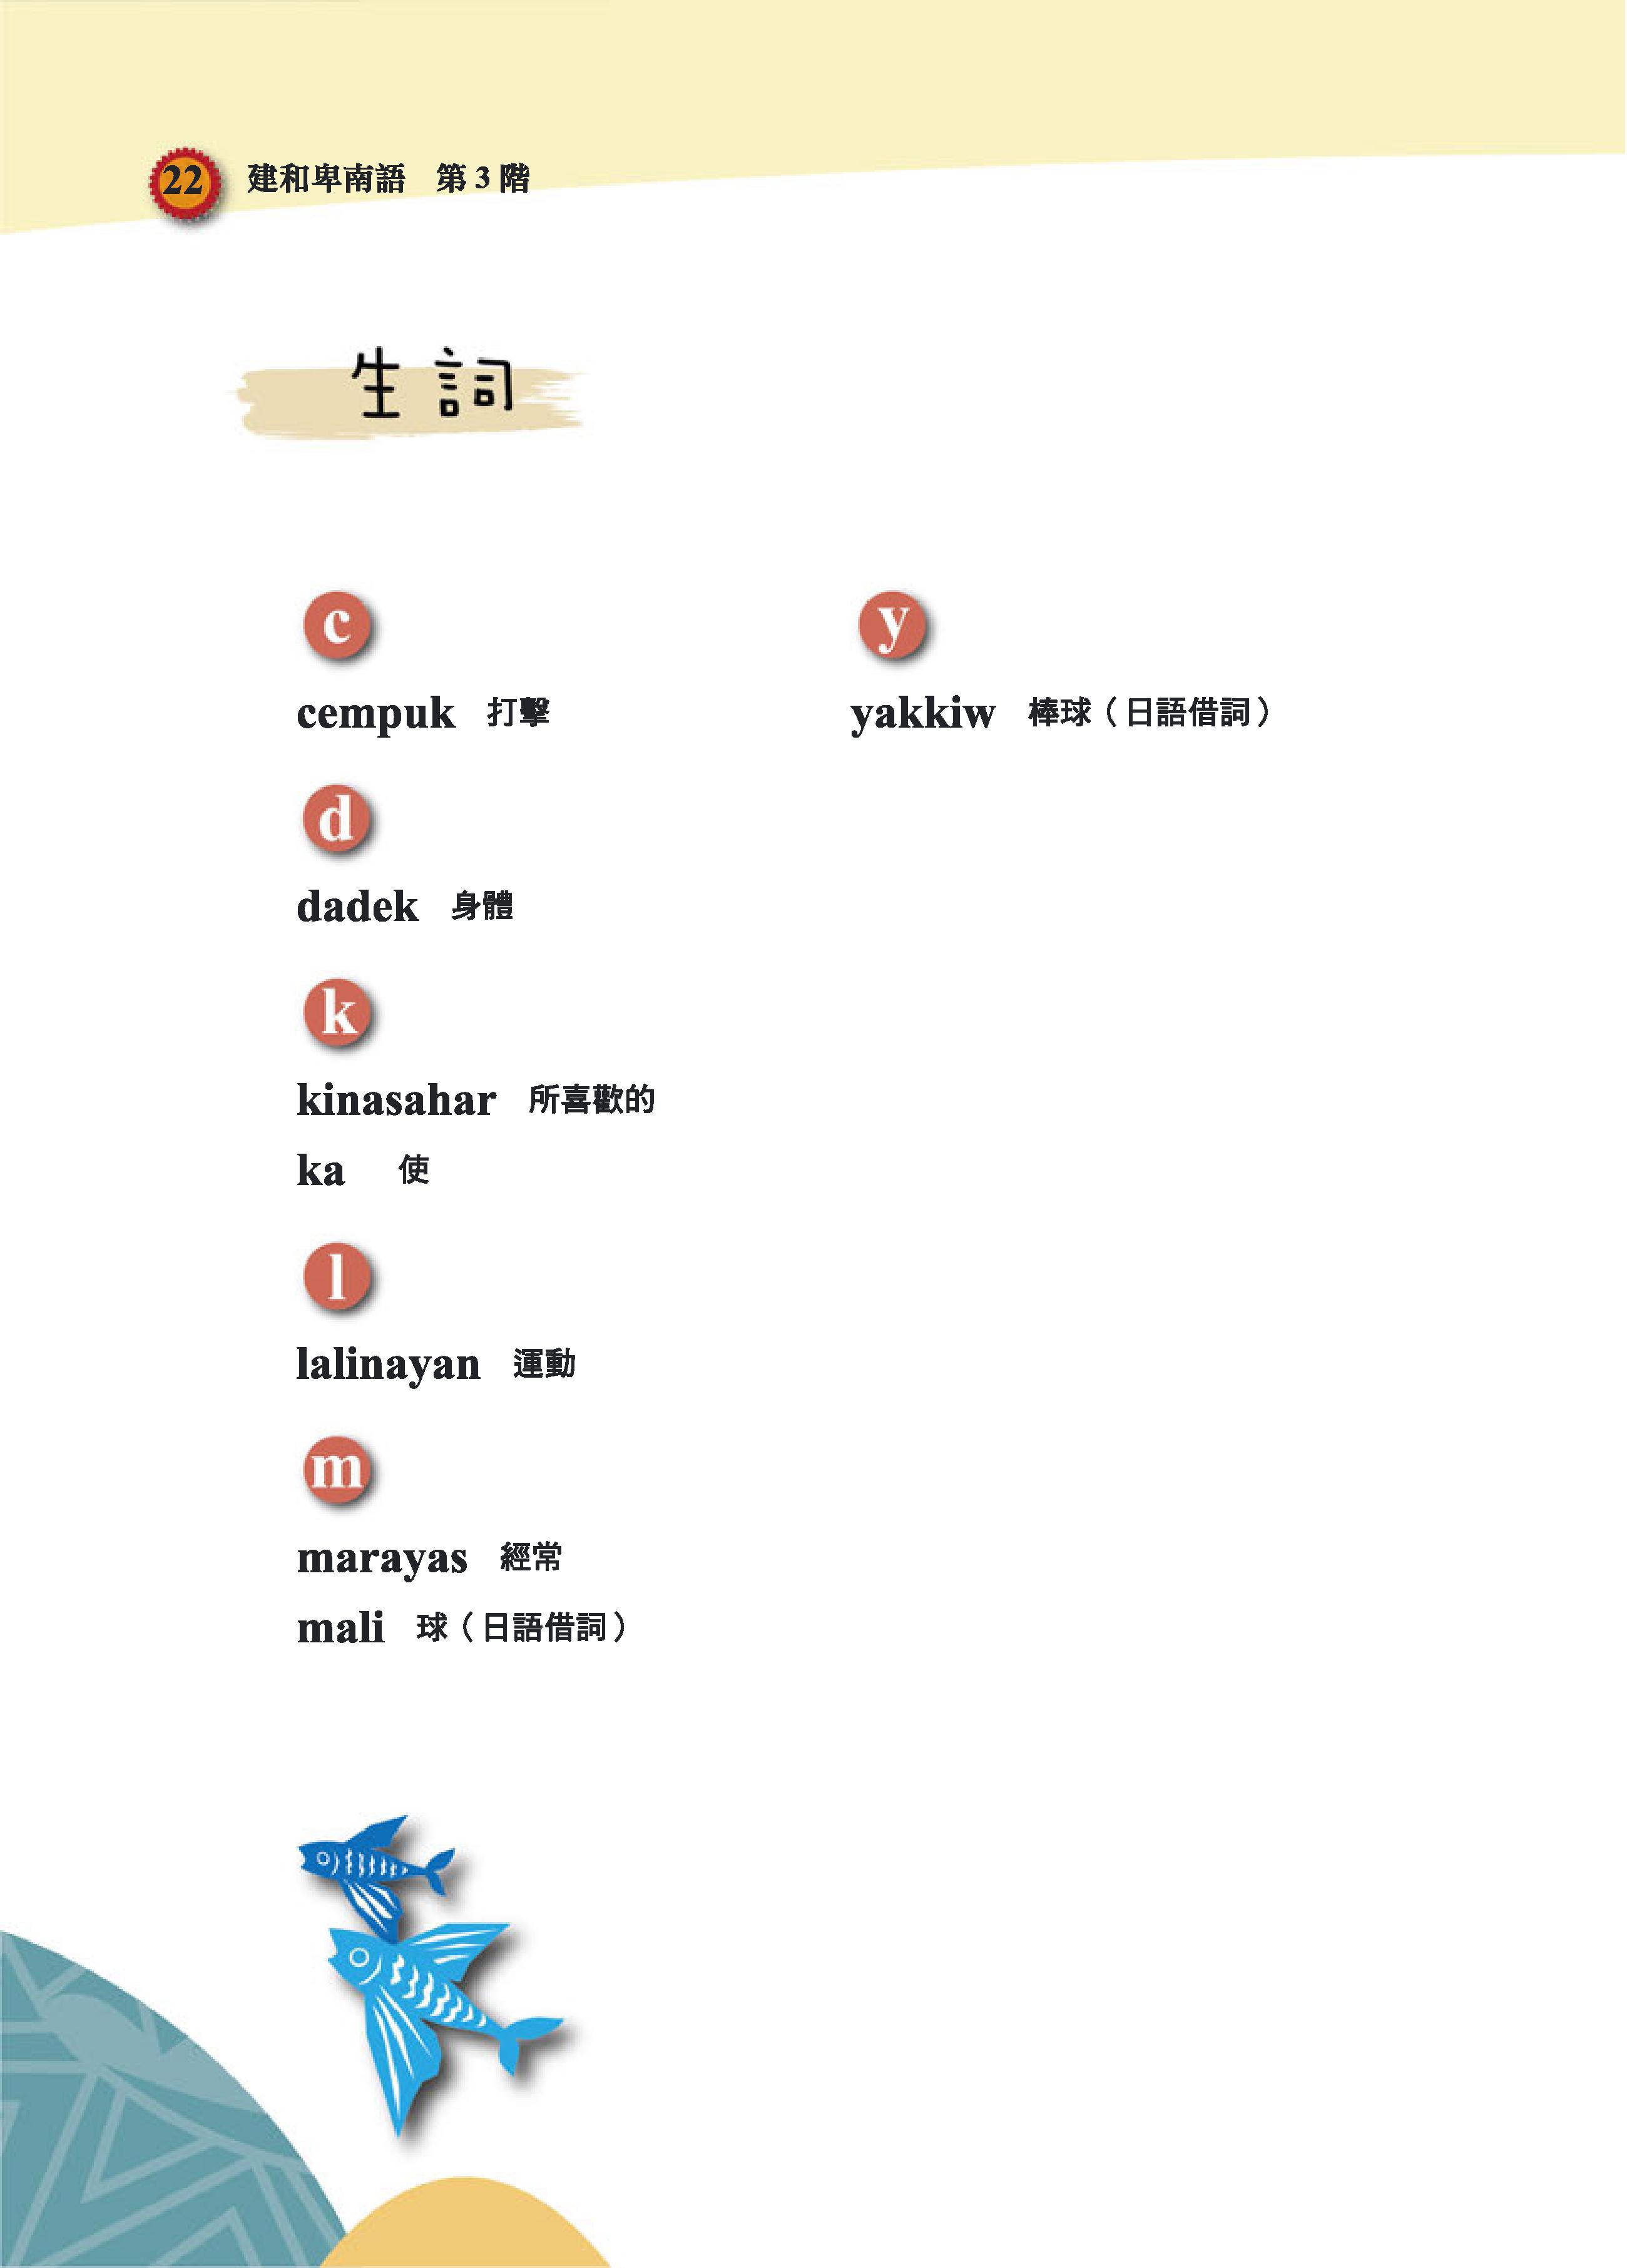 22 建和卑南語 第3階
生詞
c
cempuk 打擊
d
dadek 身體
k
kinasahar 所喜歡的
ka 使
l
lalinayan 運動
m
marayas 經常
mali 球（日語借詞）
y
yakkiw 棒球（日語借詞）